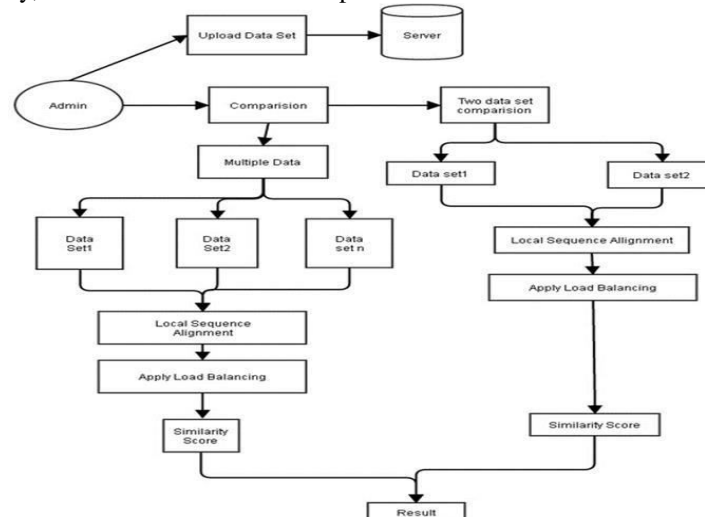 Upload Data Set
Server
Admin
Comparision
Two data set
comparision
Multiple Data
Data set1
Data set2
Data
Set1
Data
Set2
Data
set n
Local Sequence Allignment
Apply Load Balancing
Local Sequence
Alignment
Apply Load Balancing
Similarity
Score
Similarity Score
Result